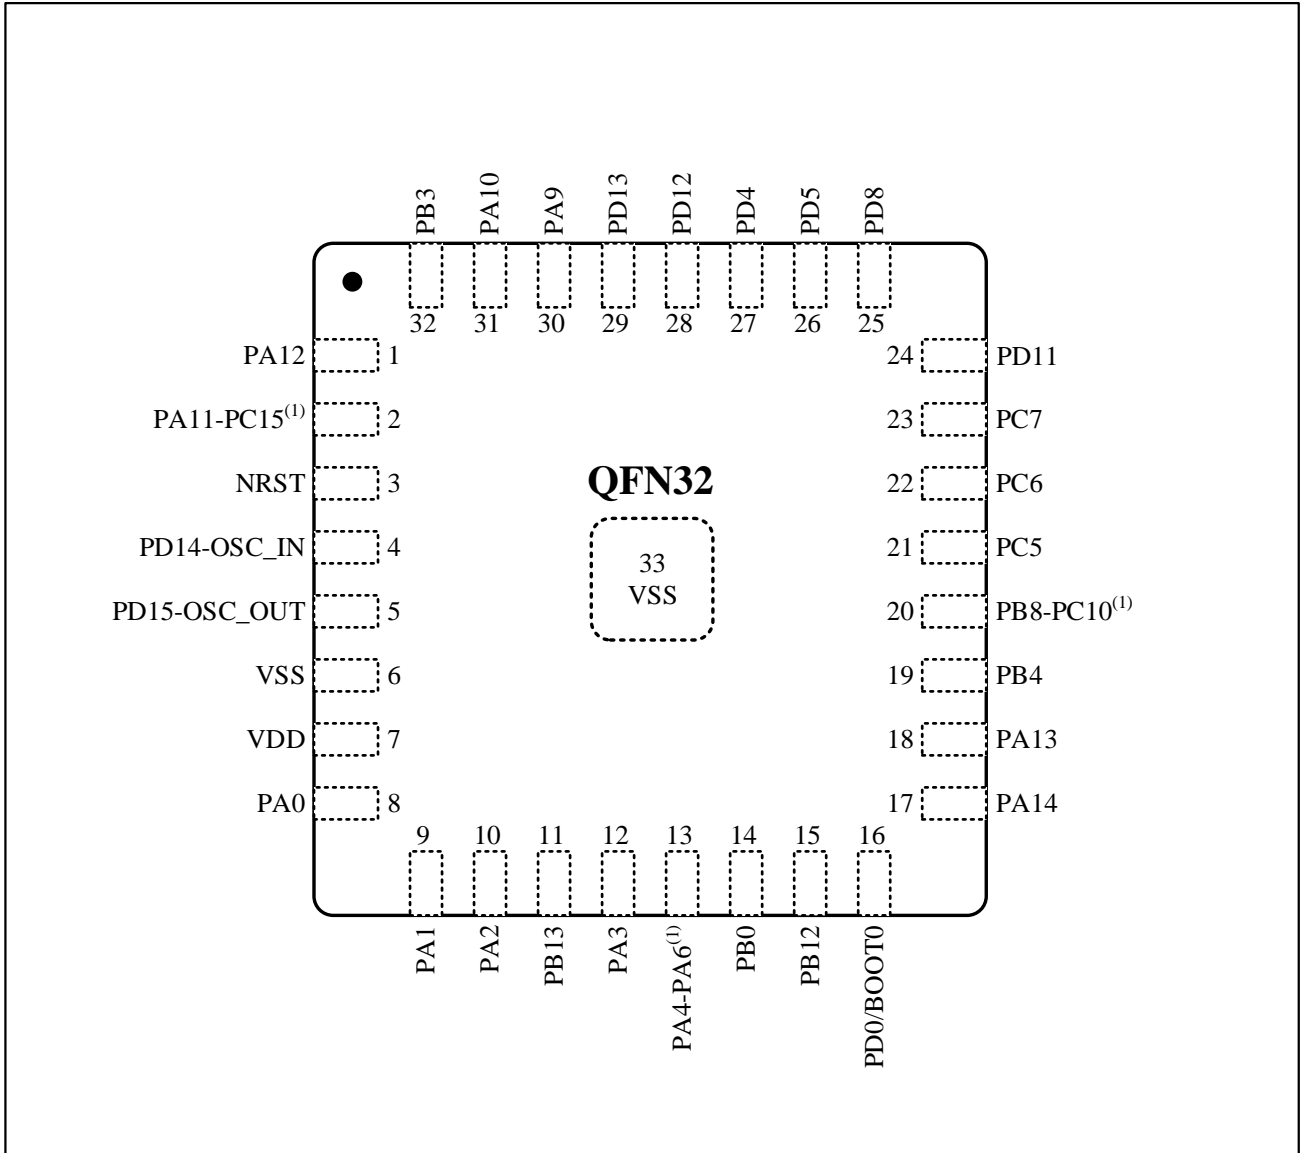 PB3 PA10 PA9 PD13 PD12 PD4 PD5 PD8
32 31 30 29 28 27 26 25
PA12 1 24 PD11
PA11-PC15(1) 2 23 PC7
NRST 3 QFN32 22 PC6
PD14-OSC_IN 4 33 21 PC5
VSS
PD15-OSC_OUT 5 20 PB8-PC10(1)
VSS 6 19 PB4
VDD 7 18 PA13
PA0 8 17 PA14
9 10 11 12 13 14 15 16
PA1 PA2 PB13 PA3 PA4-PA6(1) PB0 PB12 PD0/BOOT0